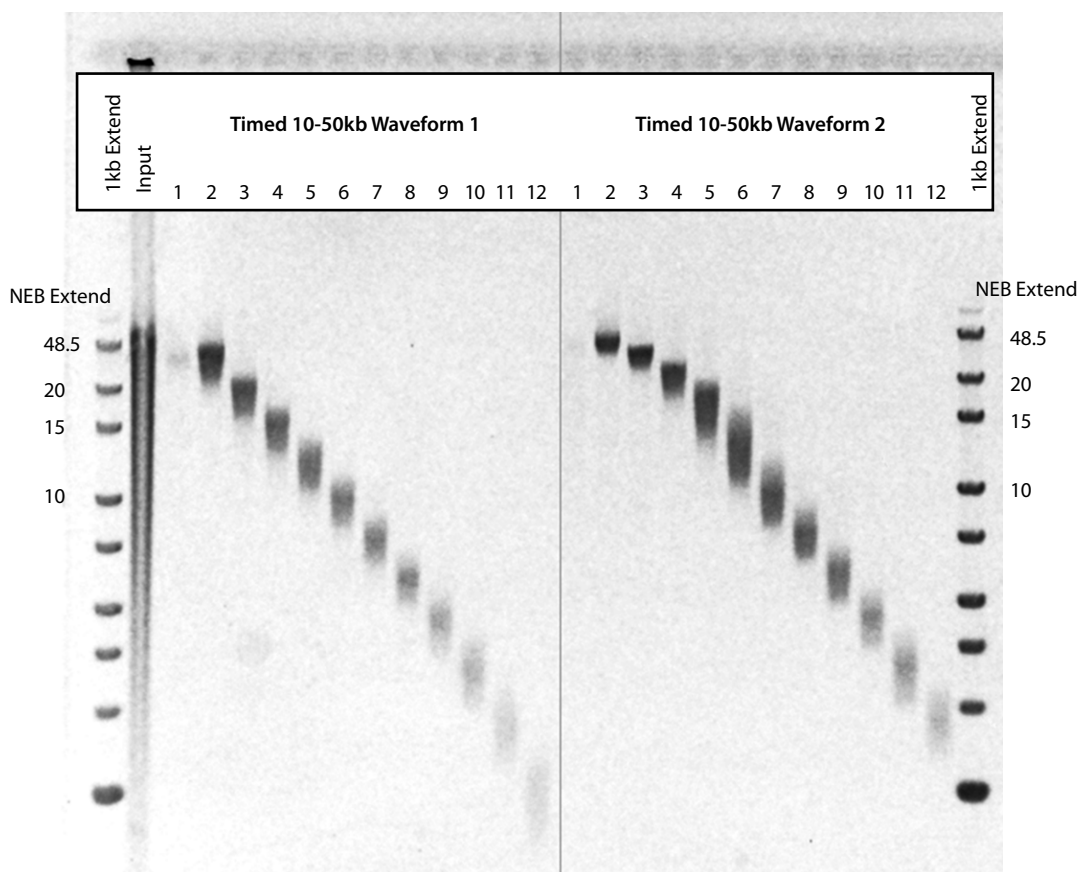 1kb Extend
Input
Timed 10-50kb Waveform 1
1 2 3 4 5 6 7 8 9 10 11 12
Timed 10-50kb Waveform 2
1 2 3 4 5 6 7 8 9 10 11 12
1kb Extend
NEB Extend
48.5
20
15
10
NEB Extend
48.5
20
15
10